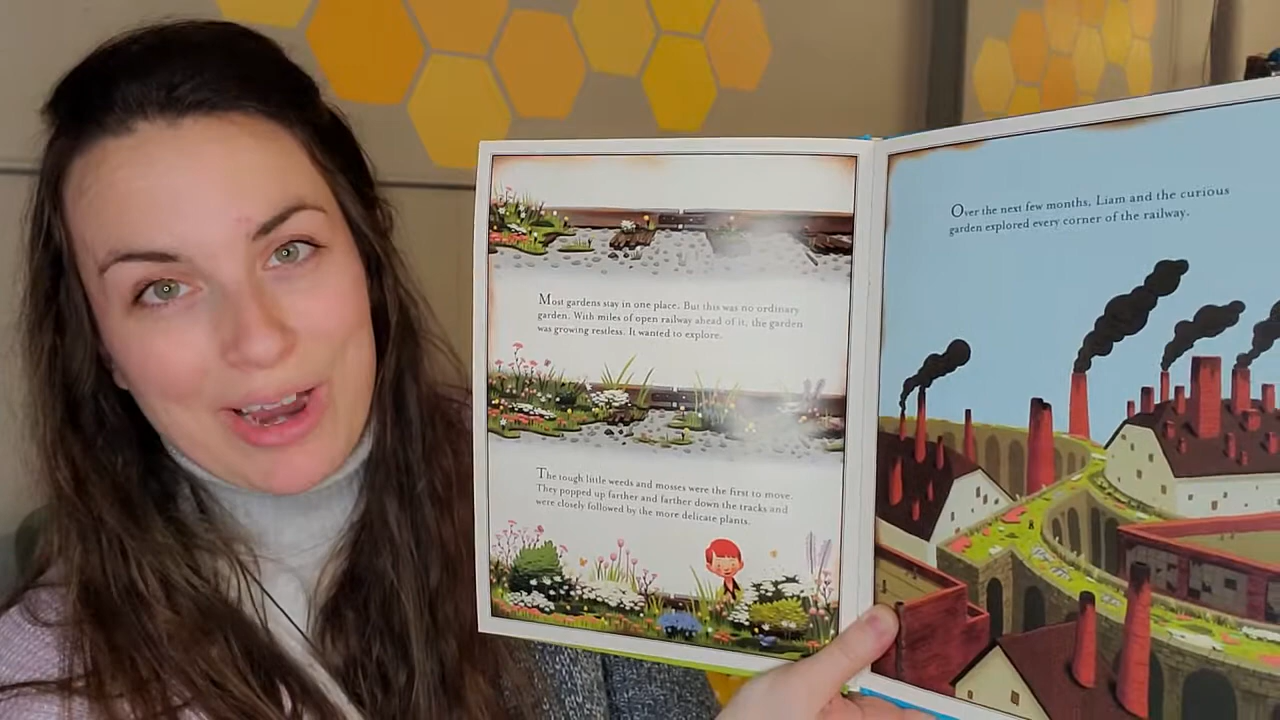 Most gardens stay in one place. But this was no ordinary
garden. With miles of open railway ahead of it, the garden
was growing restless. It wanted to explore.
The tough little weeds and mosses were the first to move.
They popped up farther and farther down the tracks and
were closely followed by the more delicate plants.
Over the next few months, Liam and the curious
garden explored every corner of the railway.